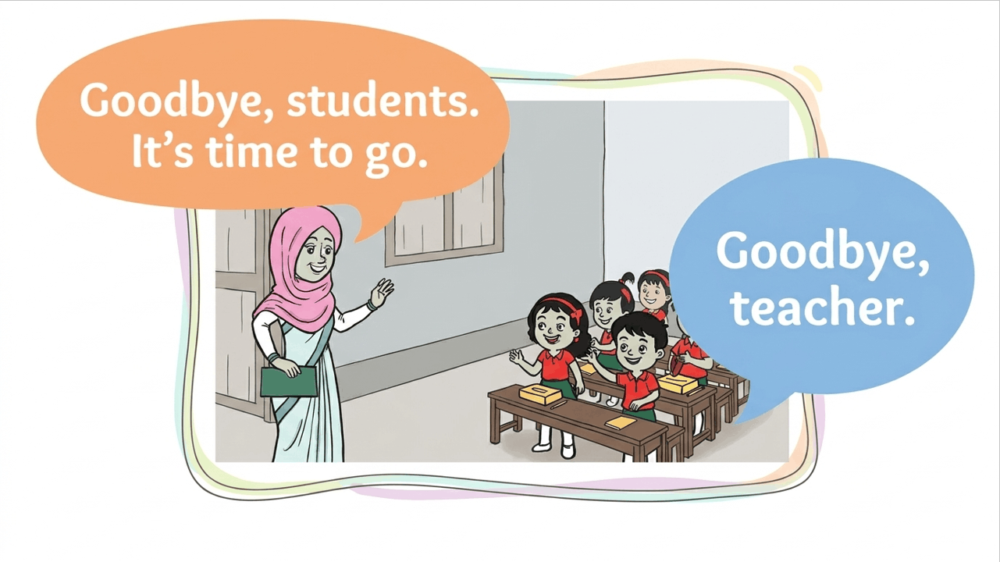 Goodbye, students.
It's time to go.
Goodbye,
teacher.